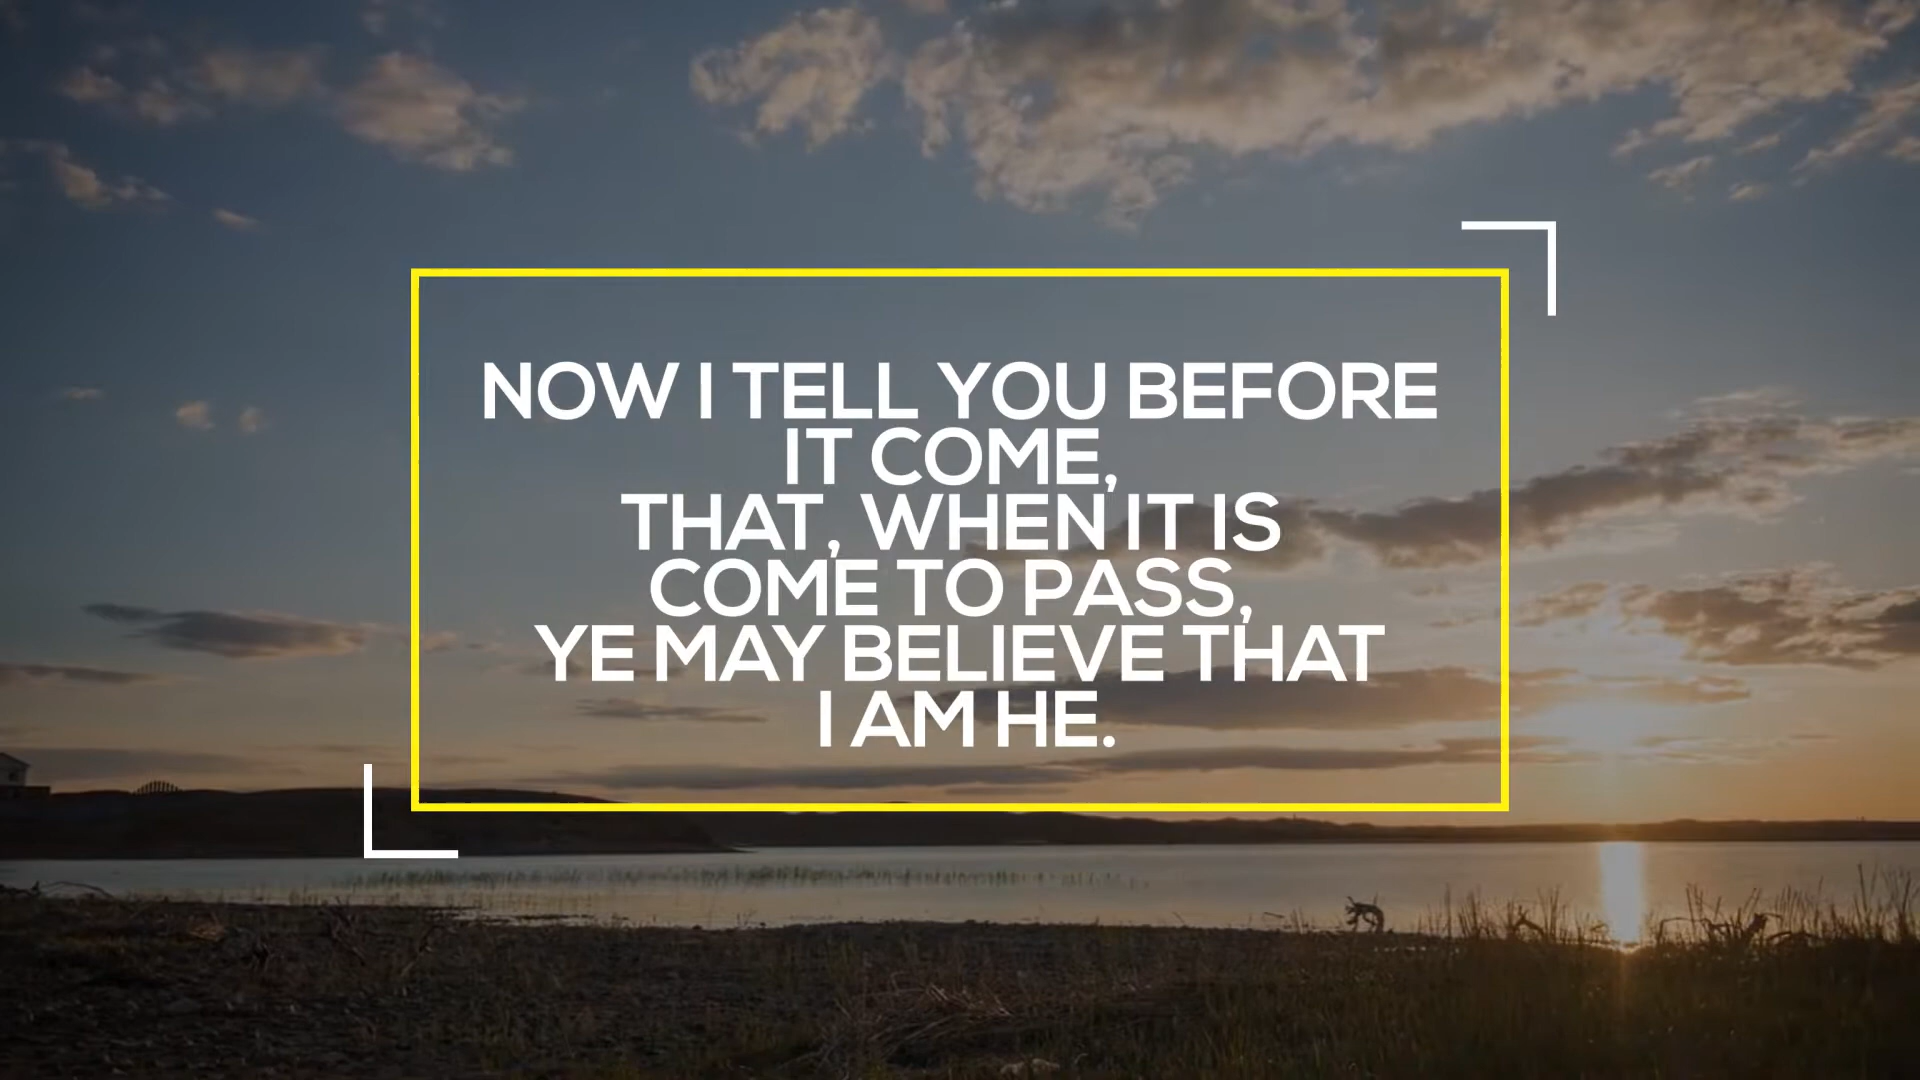 NOW I TELL YOU BEFORE
IT COME,
THAT, WHEN IT IS
COME TO PASS,
YE MAY BELIEVE THAT
I AM HE.